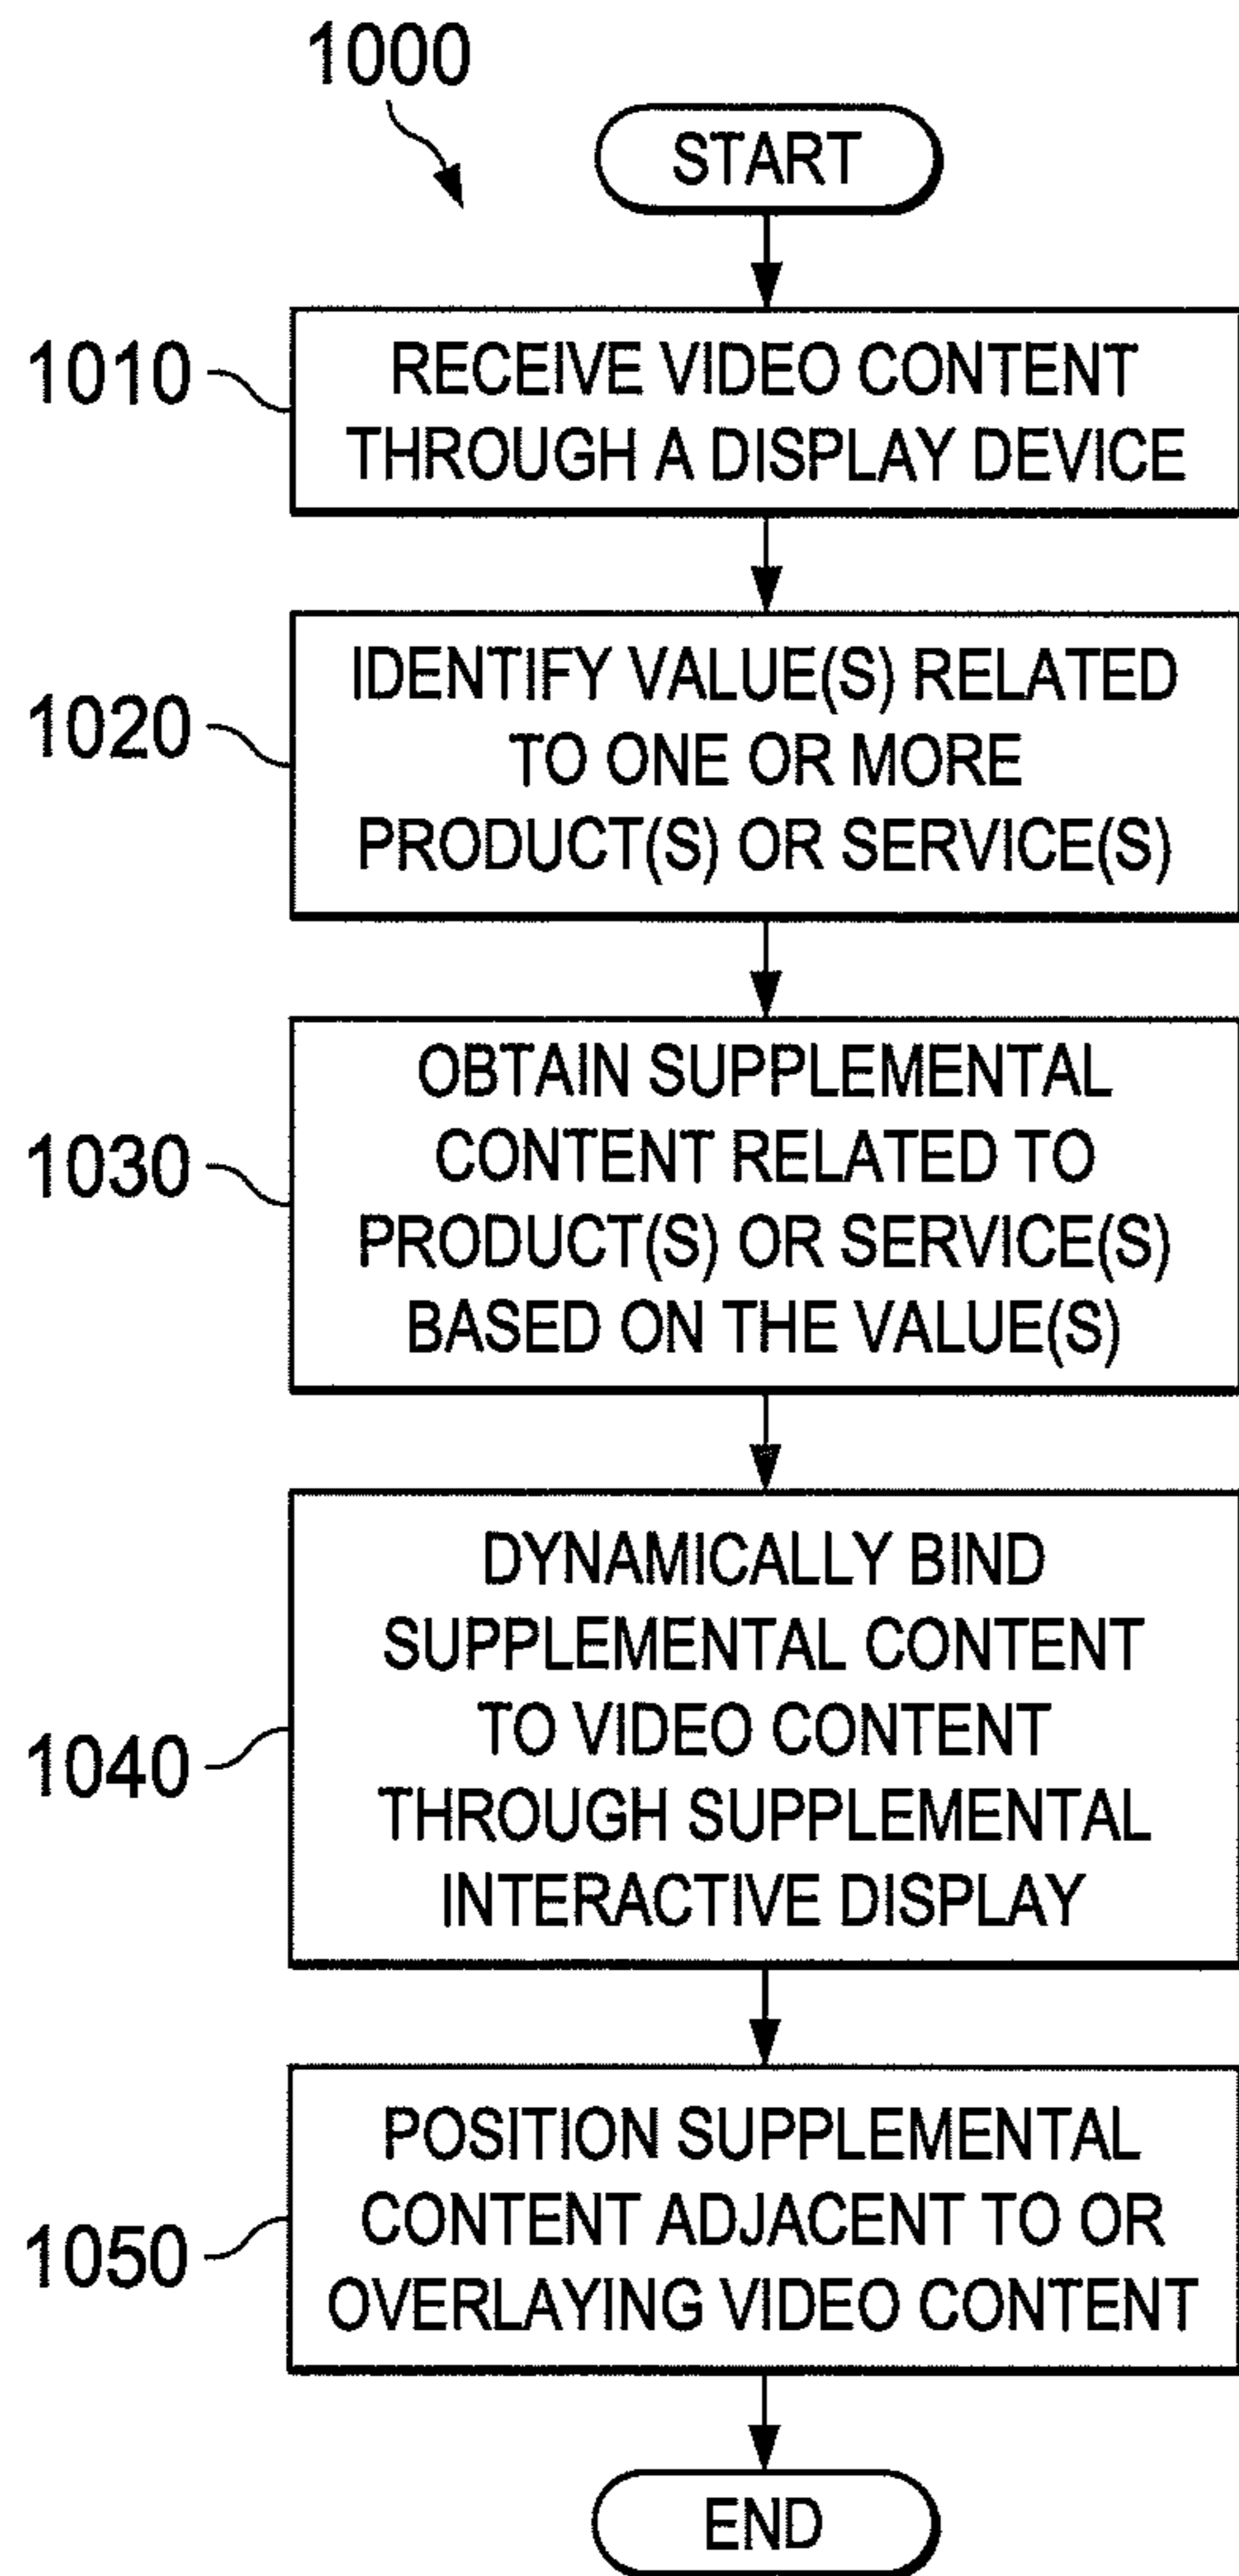 1000
START
1010
RECEIVE VIDEO CONTENT
THROUGH A DISPLAY DEVICE
1020
IDENTIFY VALUE(S) RELATED
TO ONE OR MORE
PRODUCT(S) OR SERVICE(S)
1030
OBTAIN SUPPLEMENTAL
CONTENT RELATED TO
PRODUCT(S) OR SERVICE(S)
BASED ON THE VALUE(S)
1040
DYNAMICALLY BIND
SUPPLEMENTAL CONTENT
TO VIDEO CONTENT
THROUGH SUPPLEMENTAL
INTERACTIVE DISPLAY
1050
POSITION SUPPLEMENTAL
CONTENT ADJACENT TO OR
OVERLAYING VIDEO CONTENT
END